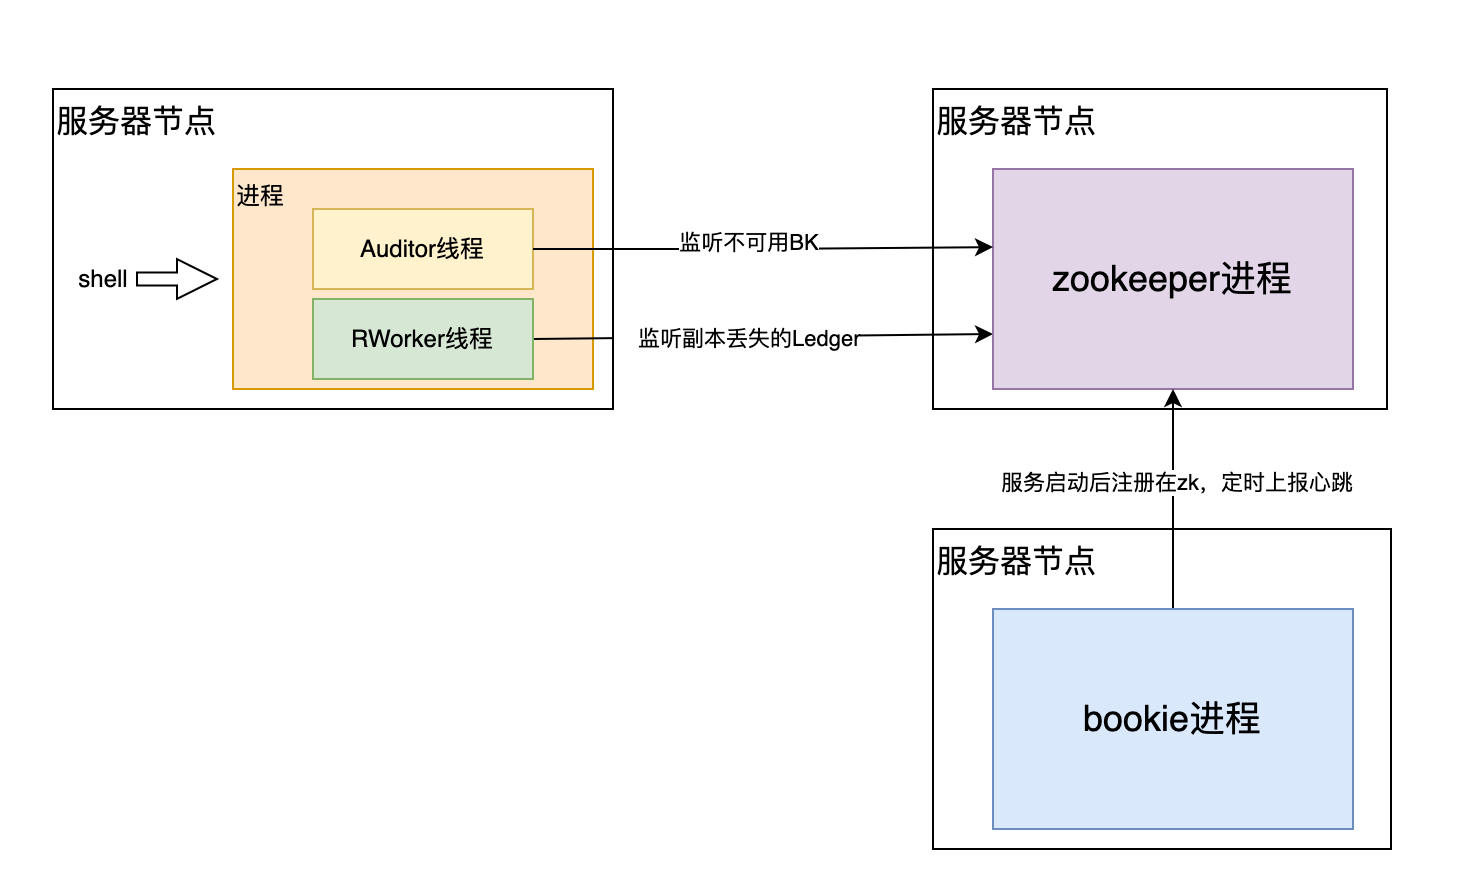 服务器节点
进程
Auditor线程
shell
RWorker线程
监听不可用BK
监听副本丢失的Ledger
服务器节点
zookeeper进程
服务启动后注册在zk，定时上报心跳
服务器节点
bookie进程